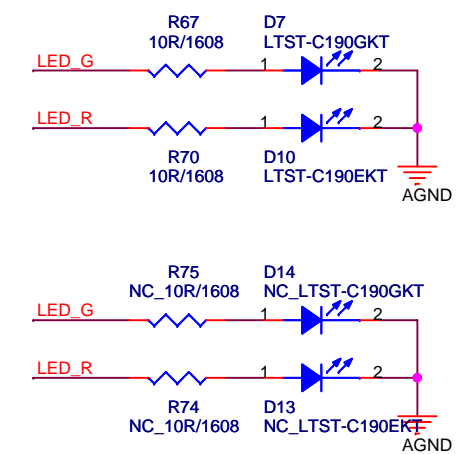 R67 D7
10R/1608 LTST-C190GKT
LED_G 1 2
LED_R 1 2
R70 D10
10R/1608 LTST-C190EKT
AGND
R75 D14
NC_10R/1608 NC_LTST-C190GKT
LED_G 1 2
LED_R 1 2
R74 D13
NC_10R/1608 NC_LTST-C190EKT
AGND